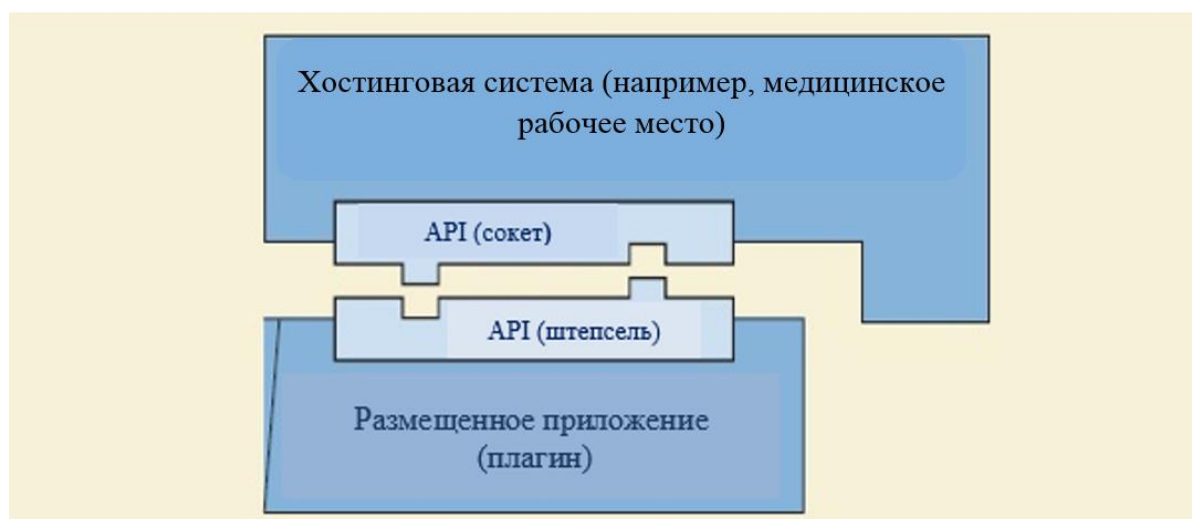 Хостинговая система (например, медицинское
рабочее место)
API (сокет)
API (штепсель)
Размещенное приложение
(плагин)